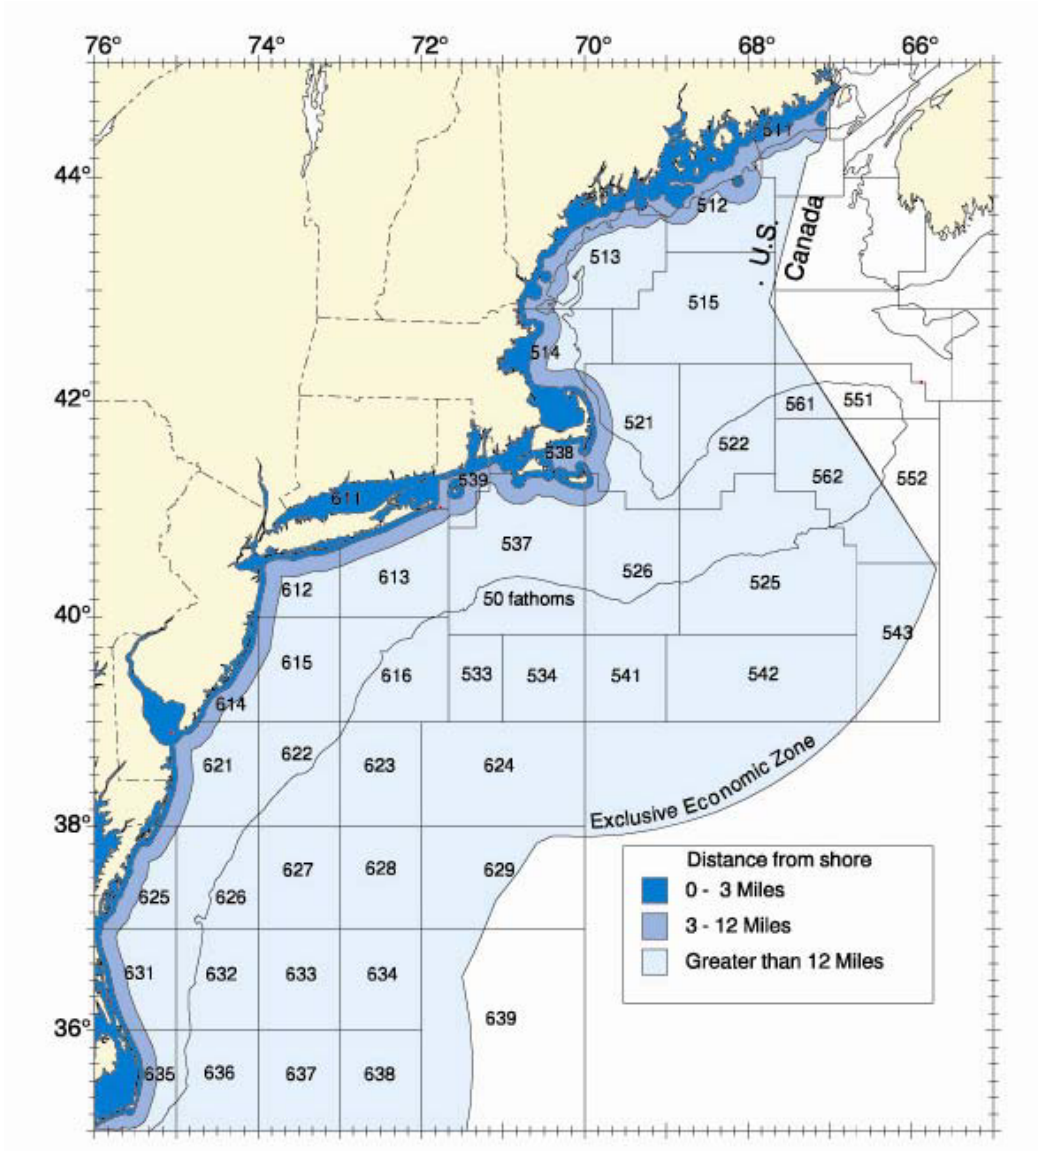 76° 74° 72° 70° 68° 66°
511
44°
512
U.S.
Canada
513
515
514
42°
561 551
521
522
538
562 552
539
611
537
526
613
525
612
50 fathoms
40°
543
615
616 533 534 541 542
614
622
621 623 624
Exclusive Economic Zone
38°
Distance from shore
627 628 629
0 - 3 Miles
625 626
3 - 12 Miles
Greater than 12 Miles
631 632 633 634
639
36°
635 636 637 638